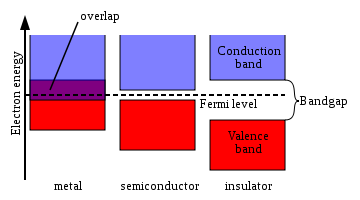 overlap
Electron energy
Conduction
band
Fermi level
Bandgap
Valence
band
metal
semiconductor
insulator